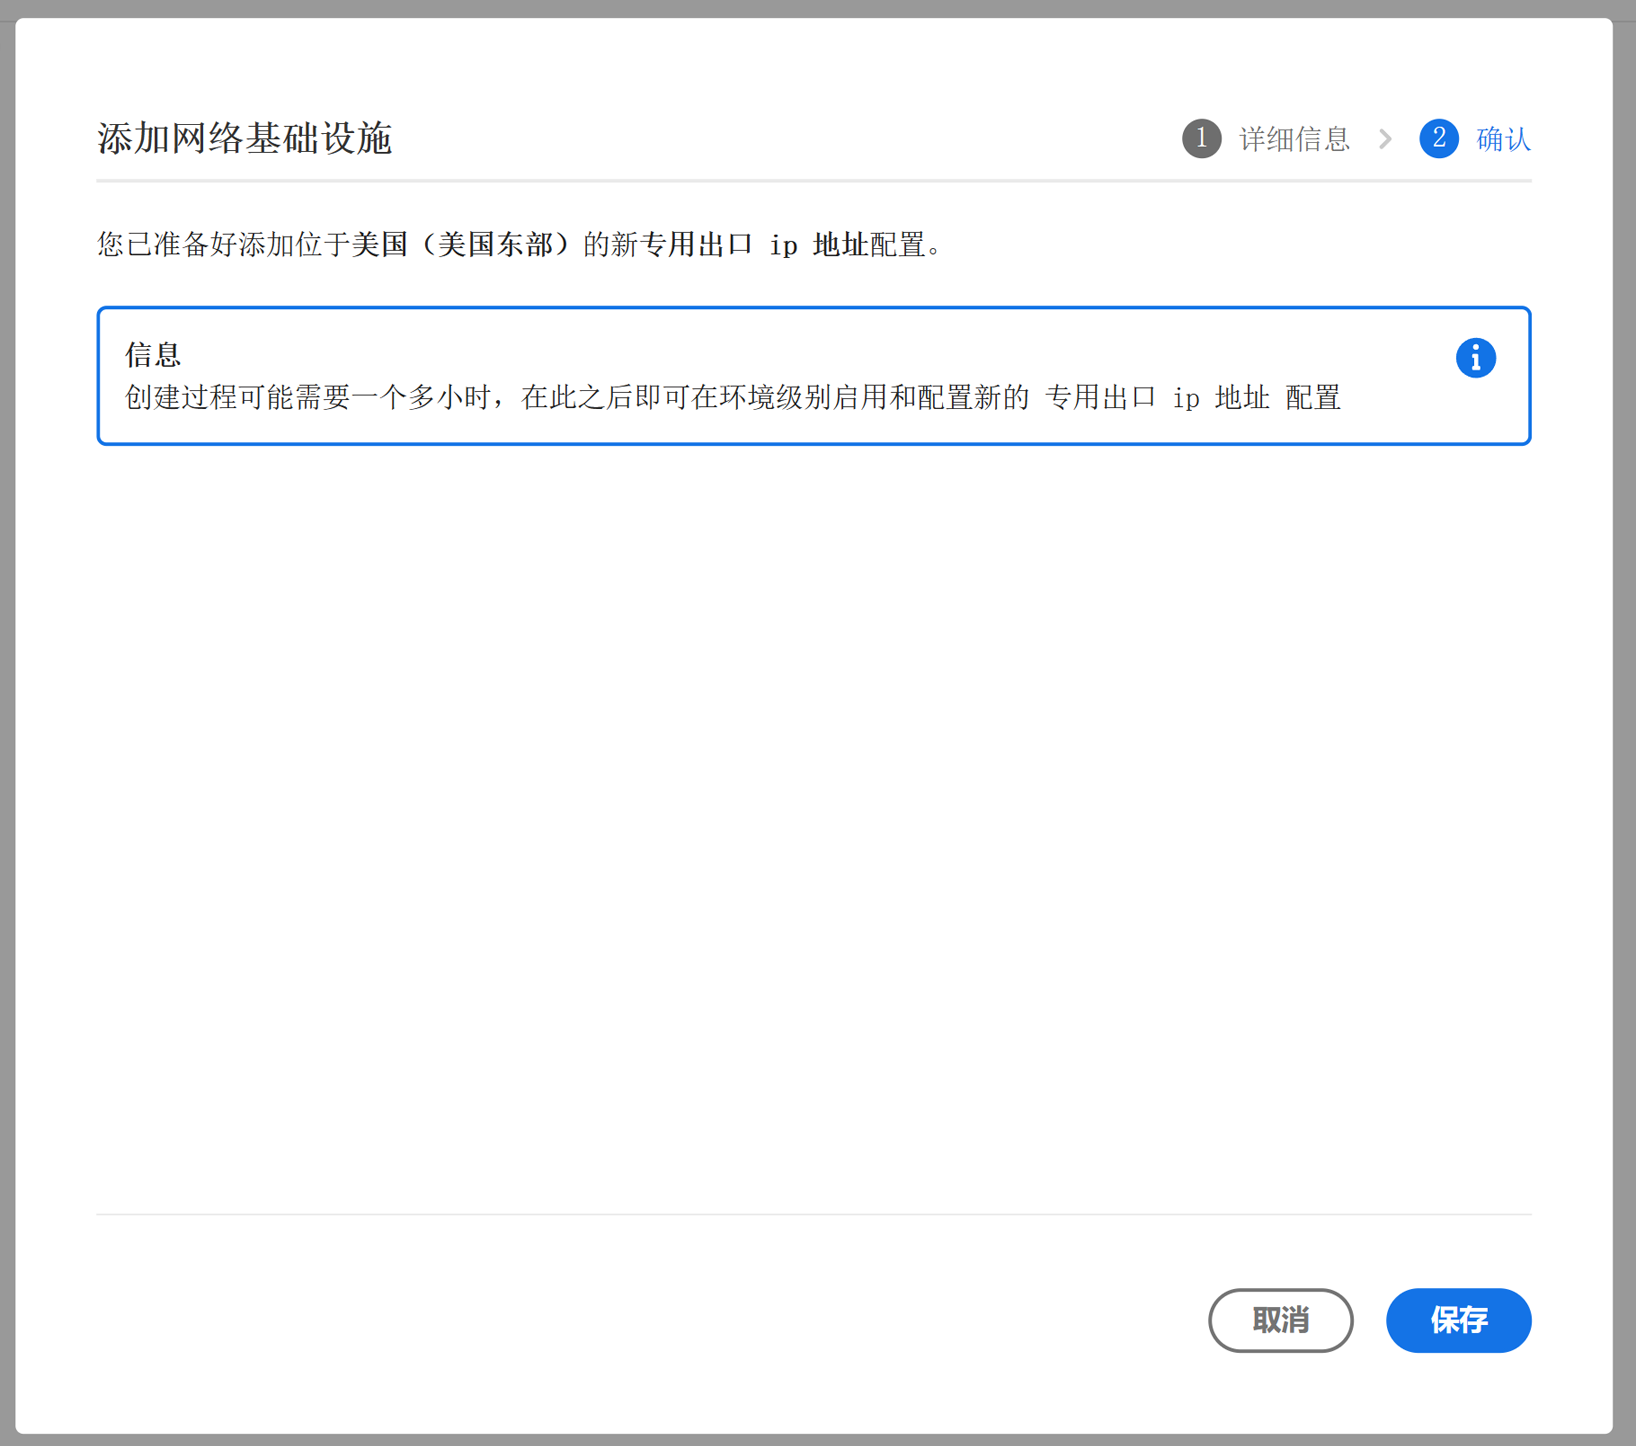 添加网络基础设施
1 详细信息 2 确认
您已准备好添加位于美国（美国东部）的新专用出口 ip 地址配置。
信息
创建过程可能需要一个多小时，在此之后即可在环境级别启用和配置新的 专用出口 ip 地址 配置
取消 保存